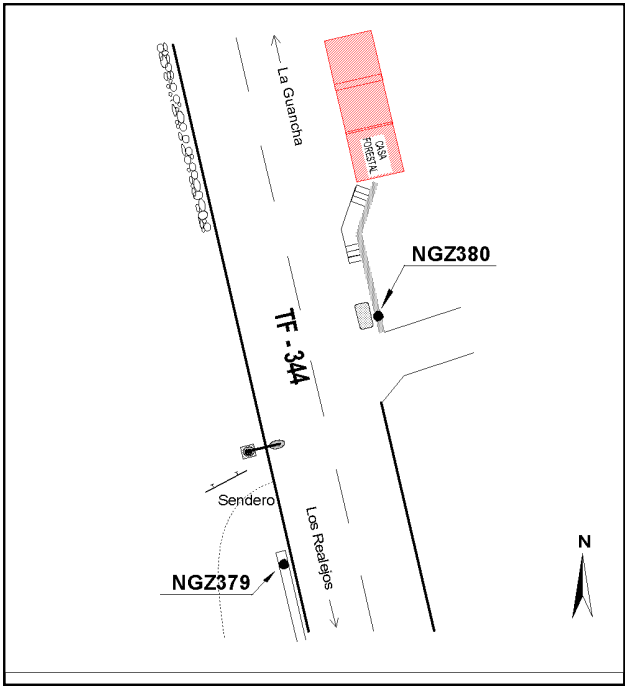 La Guancha
CASA
FORESTAL
NGZ380
TF - 344
Sendero
Los Realejos
N
NGZ379